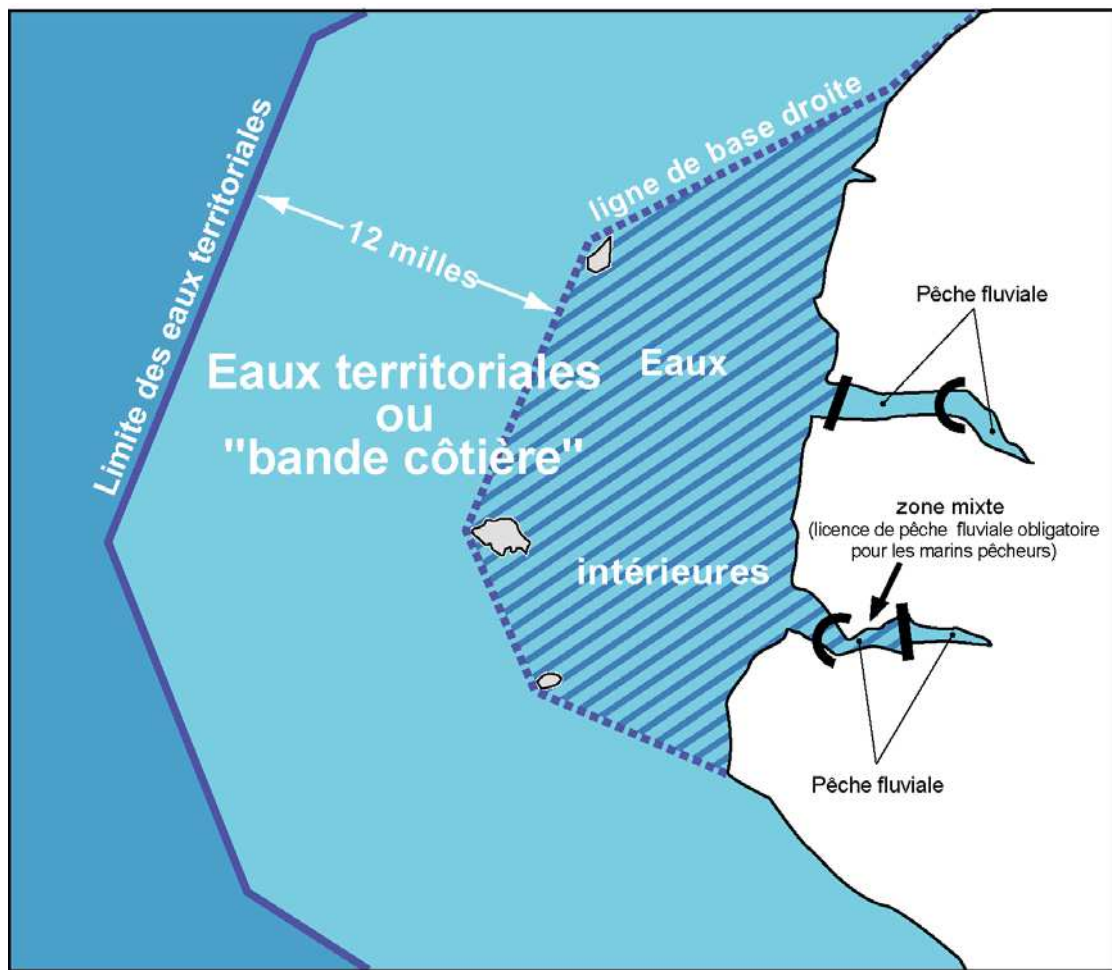 Limite des eaux territoriales
12 milles
ligne de base droite
Eaux territoriales
ou
"bande côtière"
Eaux
intérieures
Pêche fluviale
zone mixte
(licence de pêche fluviale obligatoire
pour les marins pêcheurs)
Pêche fluviale